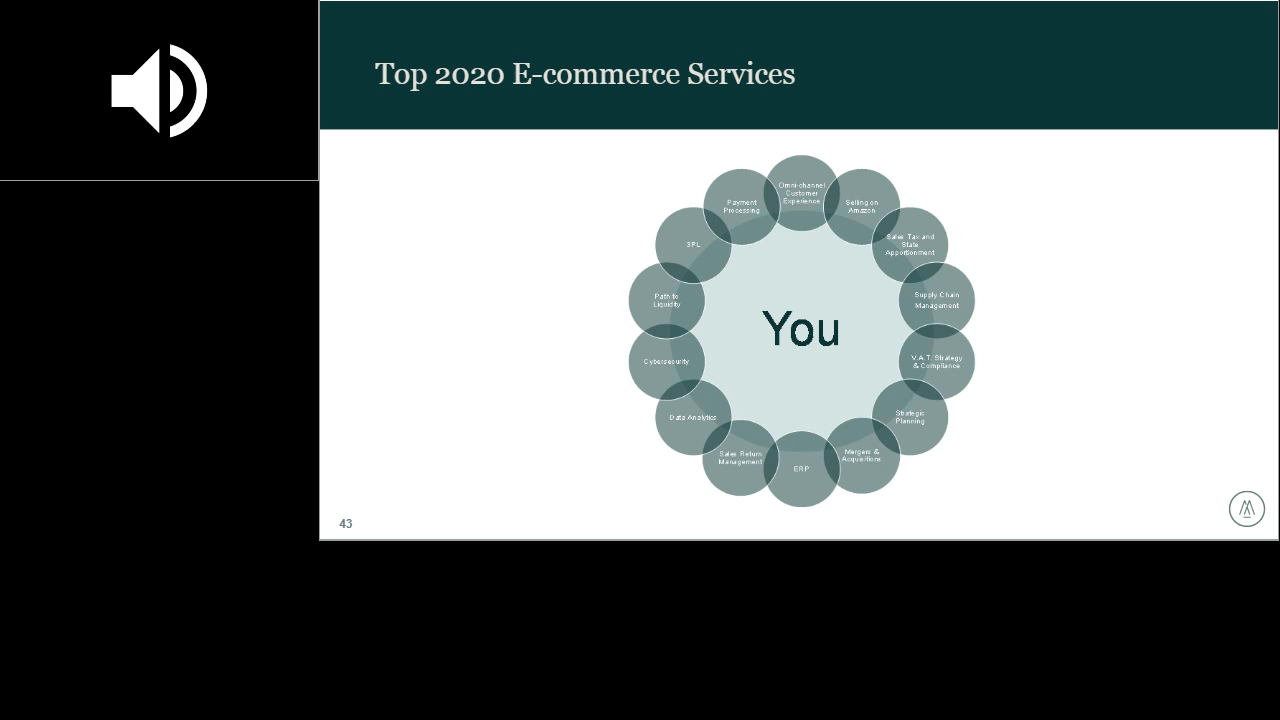 Top 2020 E-commerce Services
Omni-channel
Customer
Experience
Selling on
Amazon
Sales Tax and
State
Apportionment
Supply Chain
Management
V.A.T. Strategy
& Compliance
Strategic
Planning
Mergers &
Acquisitions
ERP
Sales Return
Management
Data Analytics
Cybersecurity
Path to
Liquidity
3PL
Payment
Processing
You
43